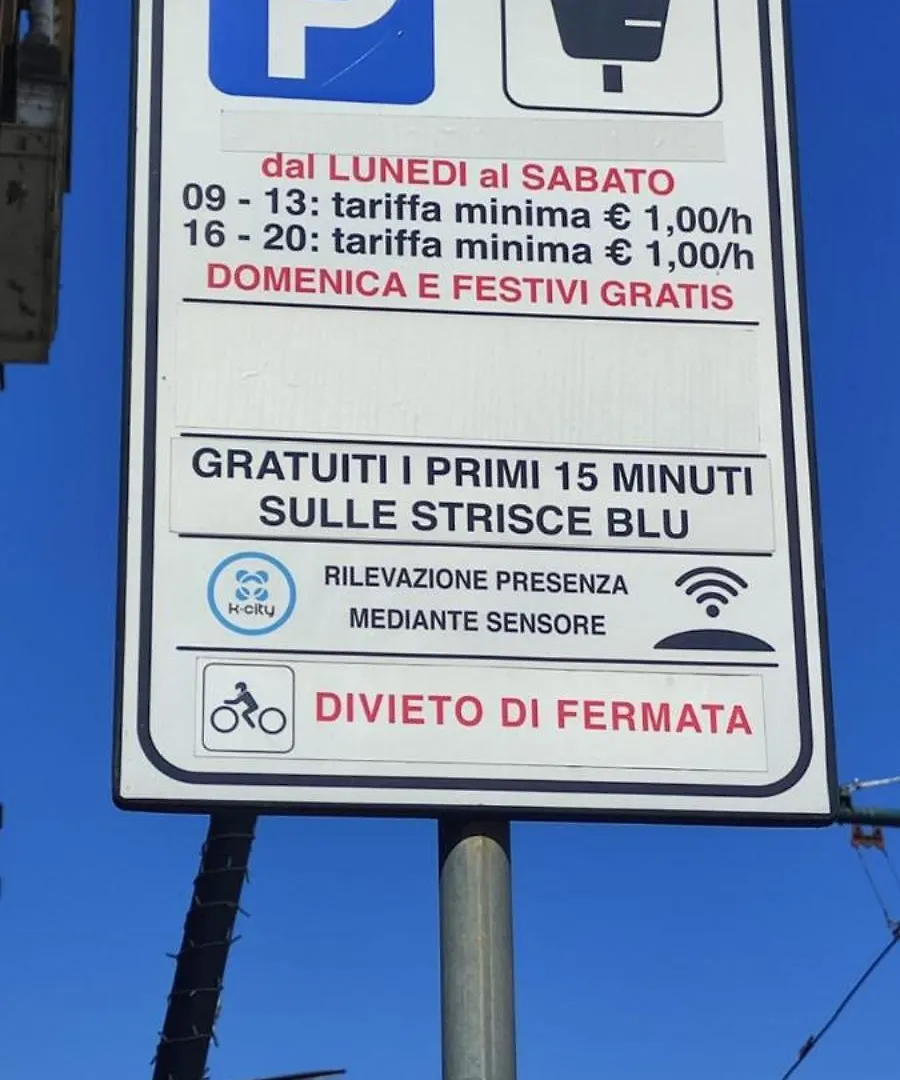 P
dal LUNEDI al SABATO
09 - 13: tariffa minima € 1,00/h
16 - 20: tariffa minima € 1,00/h
DOMENICA E FESTIVI GRATIS
GRATUITI I PRIMI 15 MINUTI
SULLE STRISCE BLU
k-city
RILEVAZIONE PRESENZA
MEDIANTE SENSORE
DIVIETO DI FERMATA